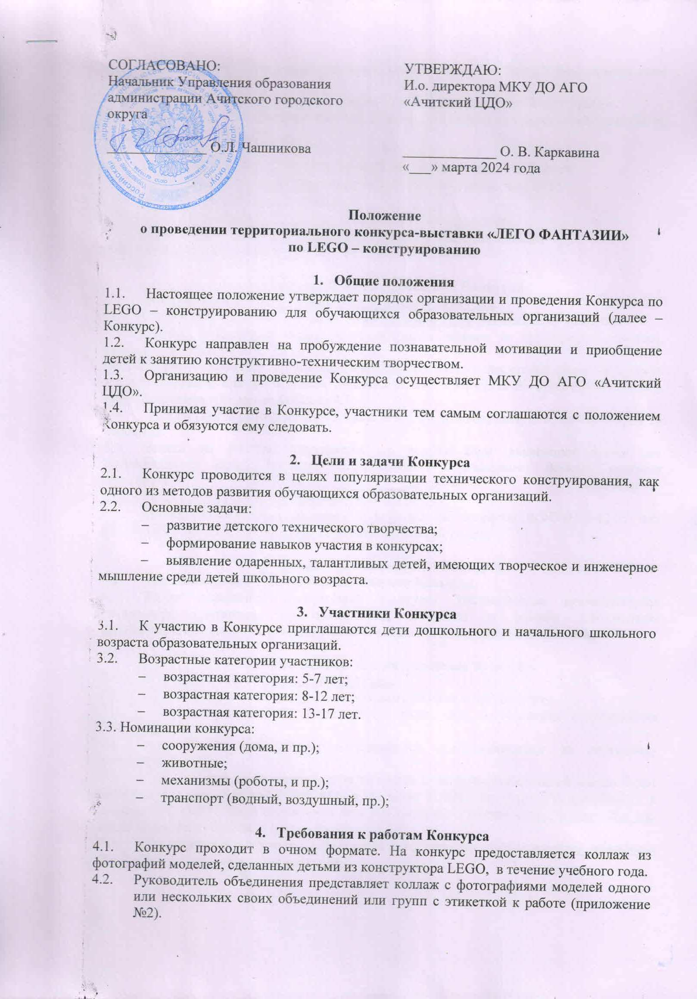 СОГЛАСОВАНО:
Начальник Управления образования
администрации Ачитского городского
округа
______________ О.Л. Чашникова
УТВЕРЖДАЮ:
И.о. директора МКУ ДО АГО
«Ачитский ЦДО»
_____________ О. В. Каркавина
«___» марта 2024 года
Положение
о проведении территориального конкурса-выставки «ЛЕГО ФАНТАЗИИ»
по LEGO – конструированию
1. Общие положения
1.1. Настоящее положение утверждает порядок организации и проведения Конкурса по
LEGO – конструированию для обучающихся образовательных организаций (далее –
Конкурс).
1.2. Конкурс направлен на пробуждение познавательной мотивации и приобщение
детей к занятию конструктивно-техническим творчеством.
1.3. Организацию и проведение Конкурса осуществляет МКУ ДО АГО «Ачитский
ЦДО».
1.4. Принимая участие в Конкурсе, участники тем самым соглашаются с положением
Конкурса и обязуются ему следовать.
2. Цели и задачи Конкурса
2.1. Конкурс проводится в целях популяризации технического конструирования, как
одного из методов развития обучающихся образовательных организаций.
2.2. Основные задачи:
– развитие детского технического творчества;
– формирование навыков участия в конкурсах;
– выявление одаренных, талантливых детей, имеющих творческое и инженерное
мышление среди детей школьного возраста.
3. Участники Конкурса
3.1. К участию в Конкурсе приглашаются дети дошкольного и начального школьного
возраста образовательных организаций.
3.2. Возрастные категории участников:
– возрастная категория: 5-7 лет;
– возрастная категория: 8-12 лет;
– возрастная категория: 13-17 лет.
3.3. Номинации конкурса:
– сооружения (дома, и пр.);
– животные;
– механизмы (роботы, и пр.);
– транспорт (водный, воздушный, пр.);
4. Требования к работам Конкурса
4.1. Конкурс проходит в очном формате. На конкурс предоставляется коллаж из
фотографий моделей, сделанных детьми из конструктора LEGO, в течение учебного года.
4.2. Руководитель объединения представляет коллаж с фотографиями моделей одного
или нескольких своих объединений или групп с этикеткой к работе (приложение
№2).